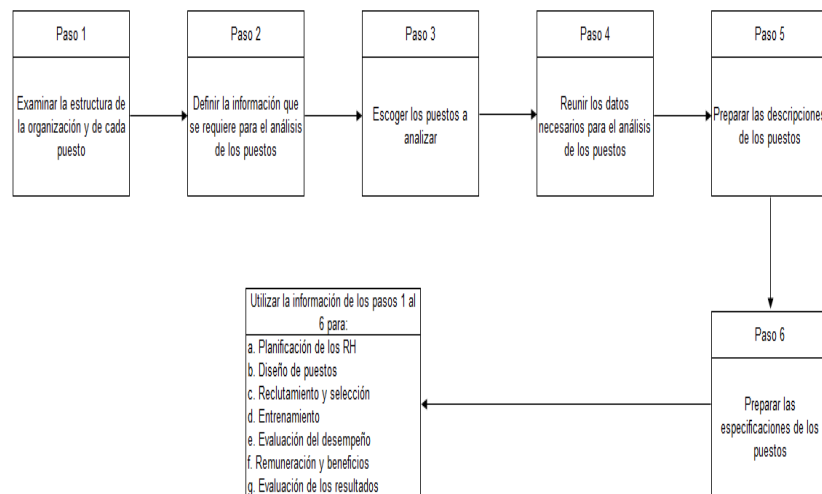 Paso 1
Examinar la estructura de
la organización y de cada
puesto
Paso 2
Definir la información que
se requiere para el análisis
de los puestos
Paso 3
Escoger los puestos a
analizar
Paso 4
Reunir los datos
necesarios para el análisis
de los puestos
Paso 5
Preparar las descripciones
de los puestos
Paso 6
Preparar las
especificaciones de los
puestos
Utilizar la información de los pasos 1 al
6 para:
a. Planificación de los RH
b. Diseño de puestos
c. Reclutamiento y selección
d. Entrenamiento
e. Evaluación del desempeño
f. Remuneración y beneficios
g. Evaluación de los resultados